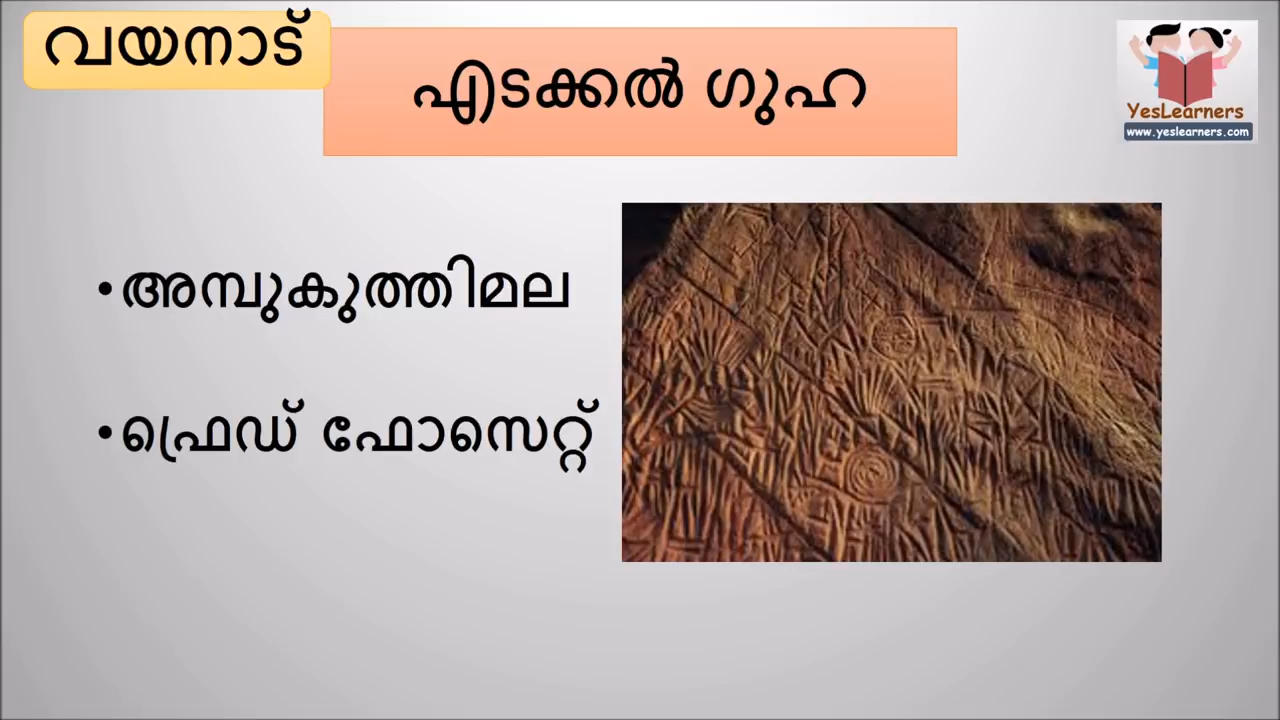 വയനാട്
എടക്കൽ ഗുഹ
YesLearners
www.yeslearners.com
•അമ്പുകുത്തിമല
•ഫ്രെഡ് ഫോസെറ്റ്